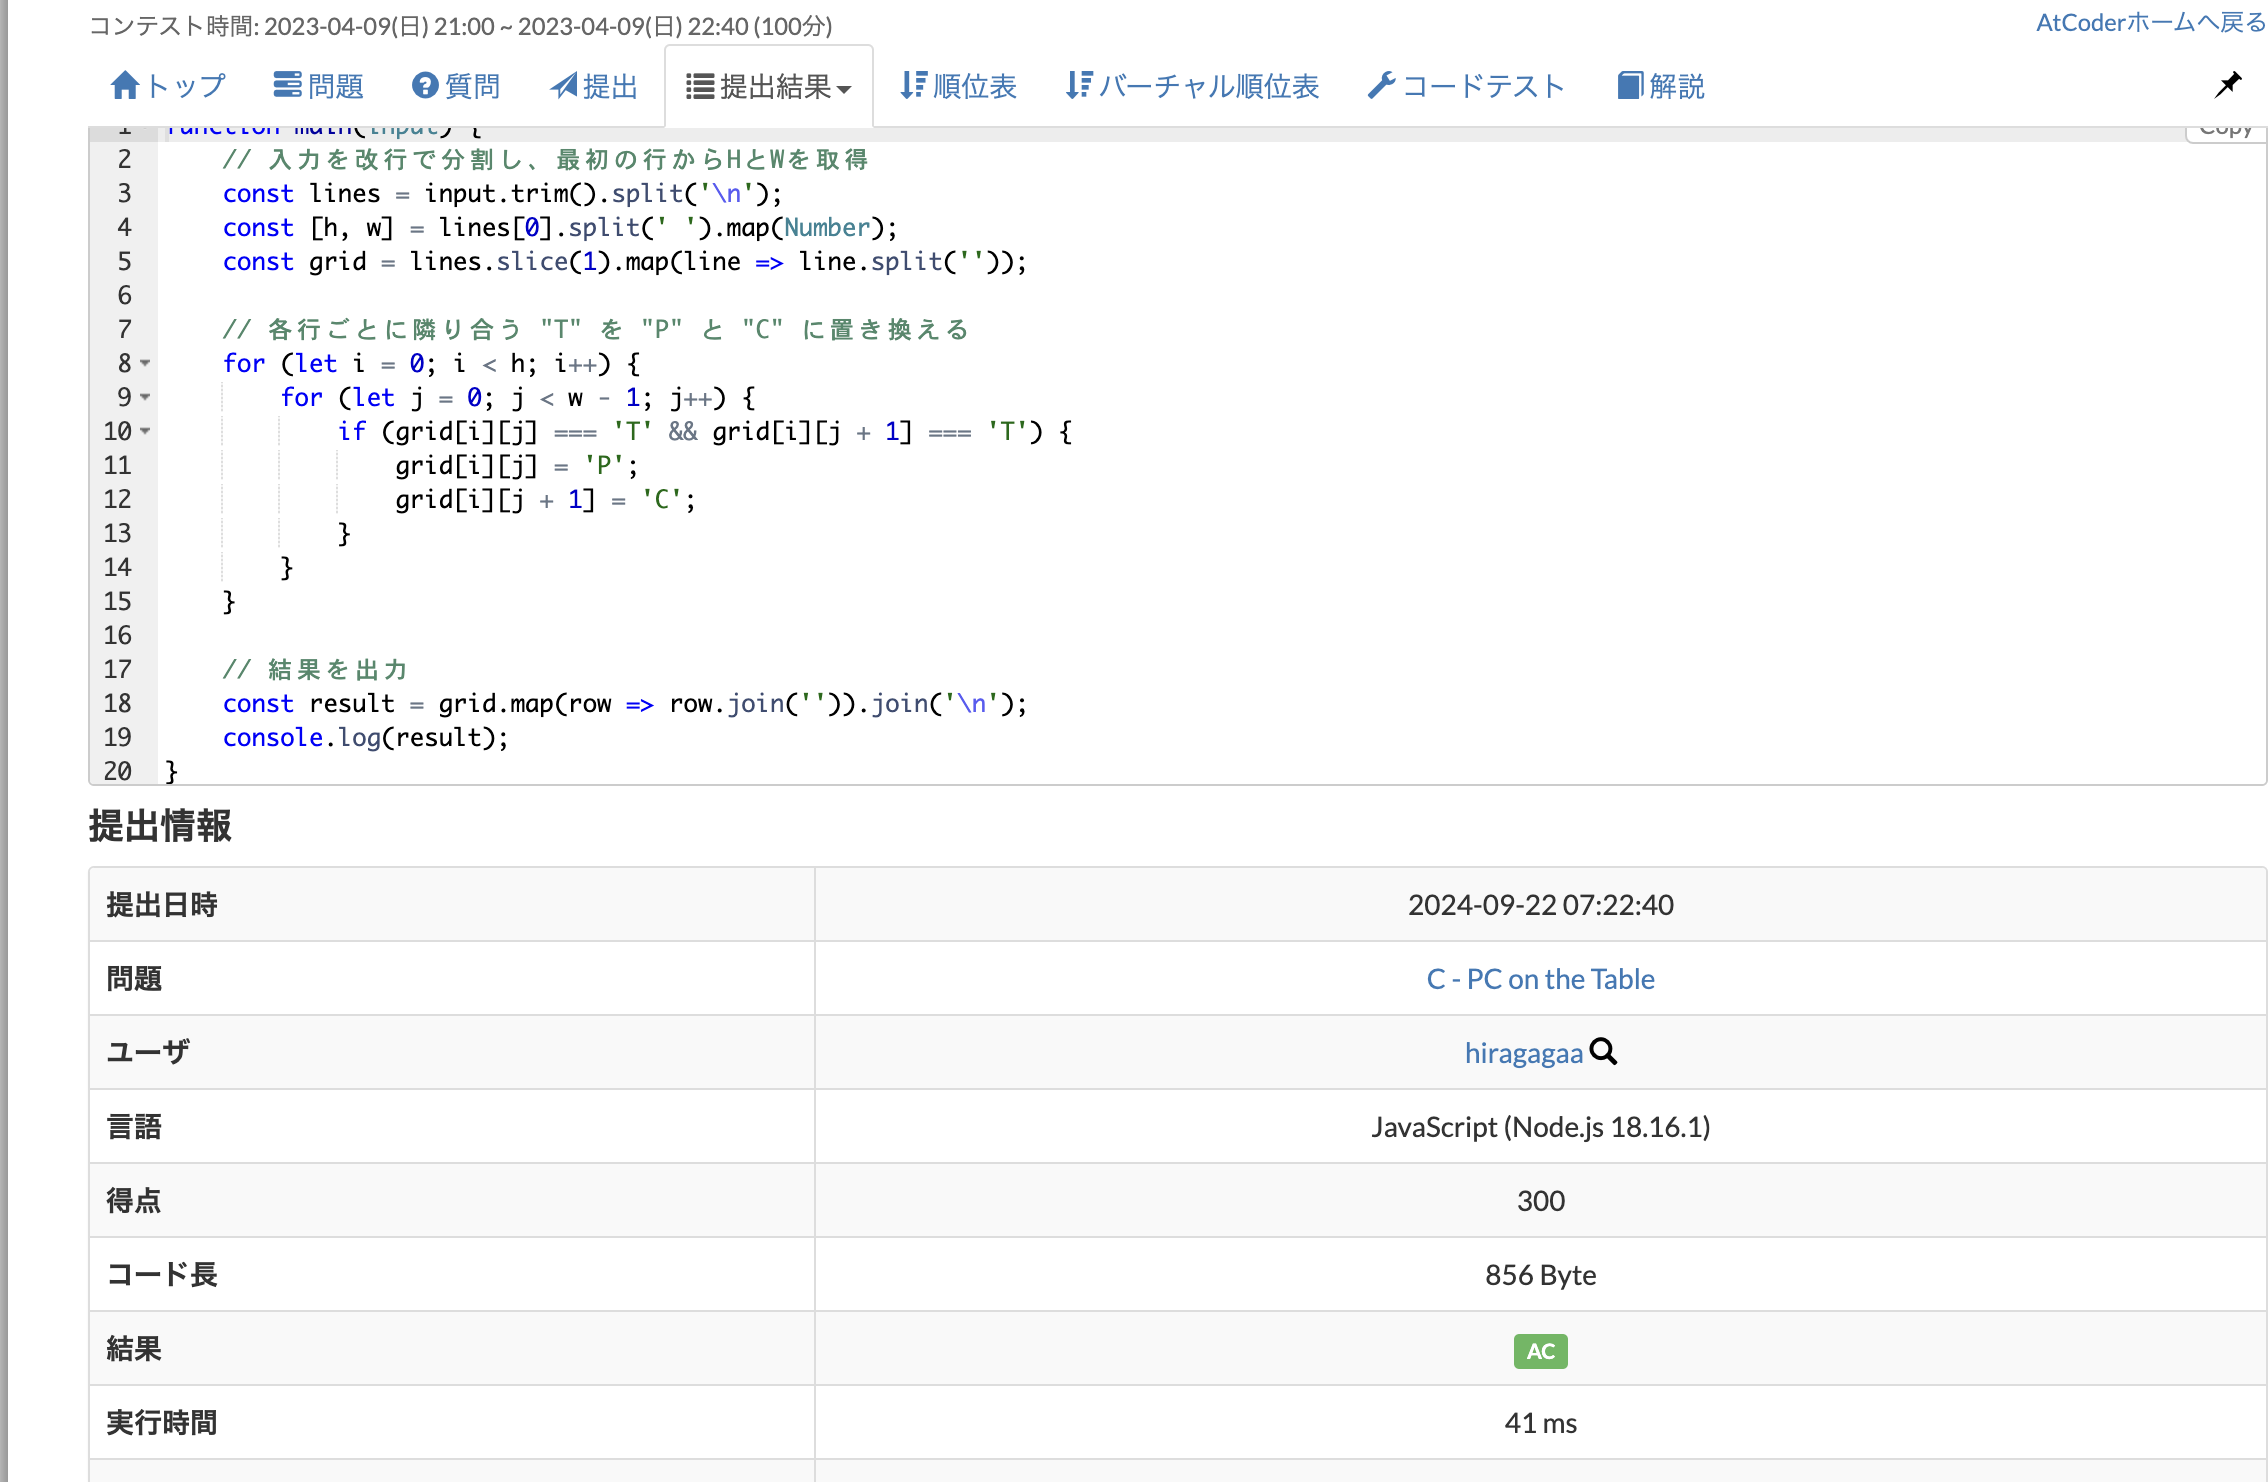 コンテスト時間: 2023-04-09(日) 21:00 ~ 2023-04-09(日) 22:40 (100分)
AtCoderホームへ戻る
トップ 問題 質問 提出 提出結果 順位表 バーチャル順位表 コードテスト 解説
1 function main(input) {
Copy
2 // 入力を改行で分割し、最初の行からHとWを取得
3 const lines = input.trim().split('\n');
4 const [h, w] = lines[0].split(' ').map(Number);
5 const grid = lines.slice(1).map(line => line.split(''));
6
7 // 各行ごとに隣り合う "T" を "P" と "C" に置き換える
8 for (let i = 0; i < h; i++) {
9 for (let j = 0; j < w - 1; j++) {
10 if (grid[i][j] === 'T' && grid[i][j + 1] === 'T') {
11 grid[i][j] = 'P';
12 grid[i][j + 1] = 'C';
13 }
14 }
15 }
16
17 // 結果を出力
18 const result = grid.map(row => row.join('')).join('\n');
19 console.log(result);
20 }
提出情報
提出日時 2024-09-22 07:22:40
問題 C - PC on the Table
ユーザ hiragagaa
言語 JavaScript (Node.js 18.16.1)
得点 300
コード長 856 Byte
結果 AC
実行時間 41 ms